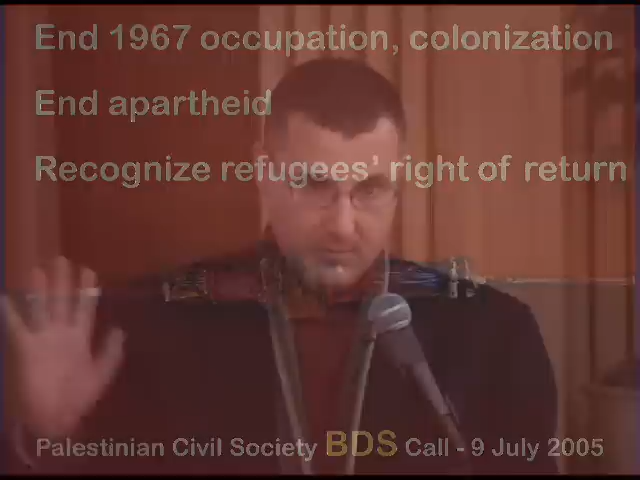 End 1967 occupation, colonization
End apartheid
Recognize refugees' right of return
Palestinian Civil Society BDS Call - 9 July 2005